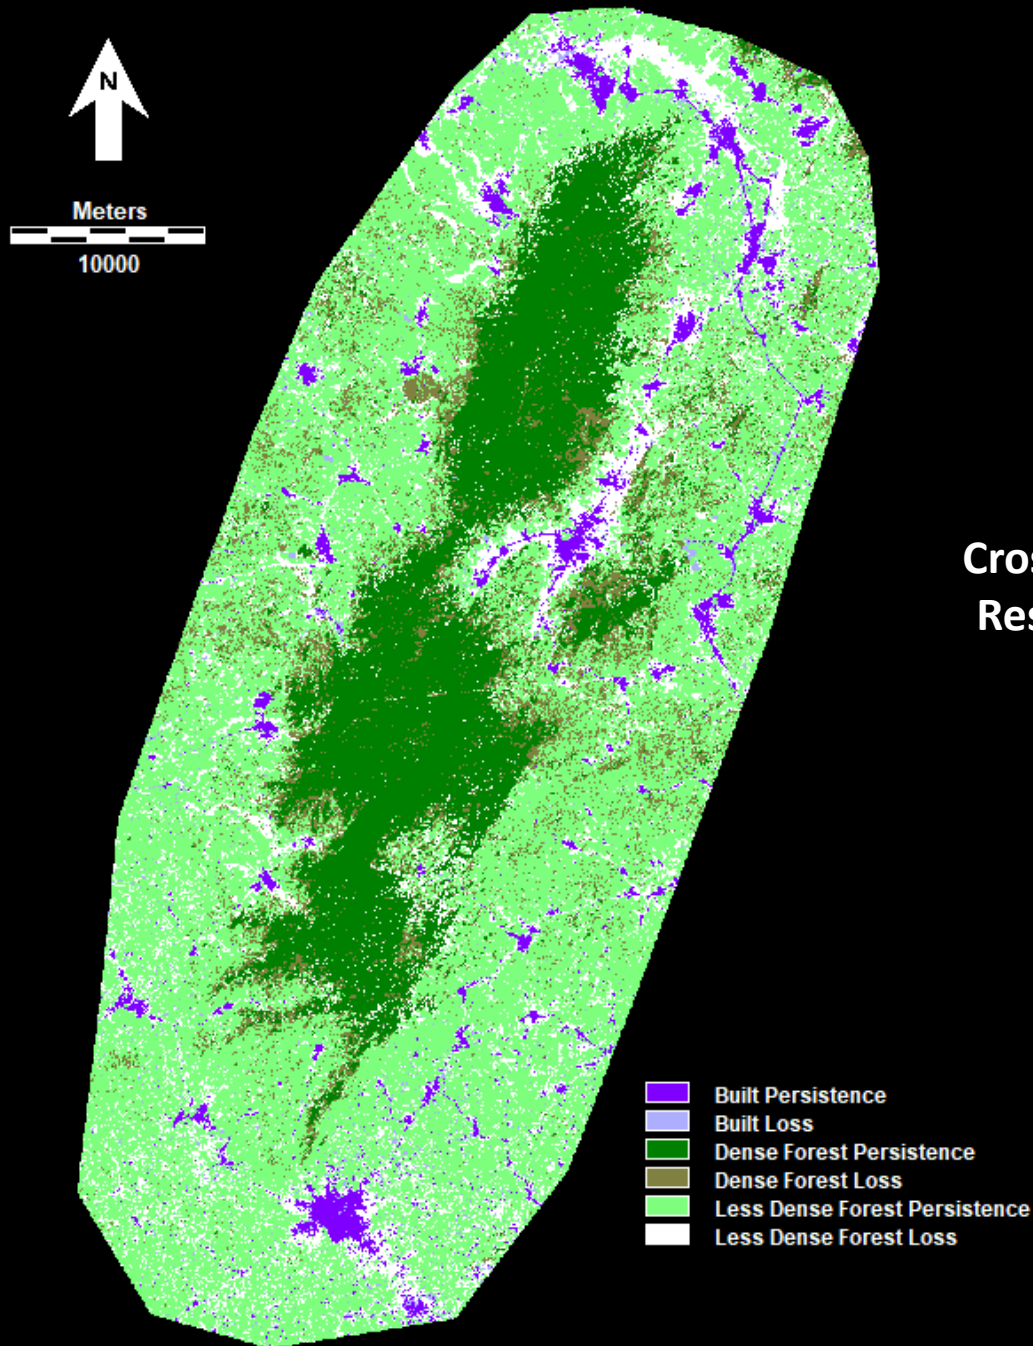 N
Meters
10000
Built Persistence
Built Loss
Dense Forest Persistence
Dense Forest Loss
Less Dense Forest Persistence
Less Dense Forest Loss